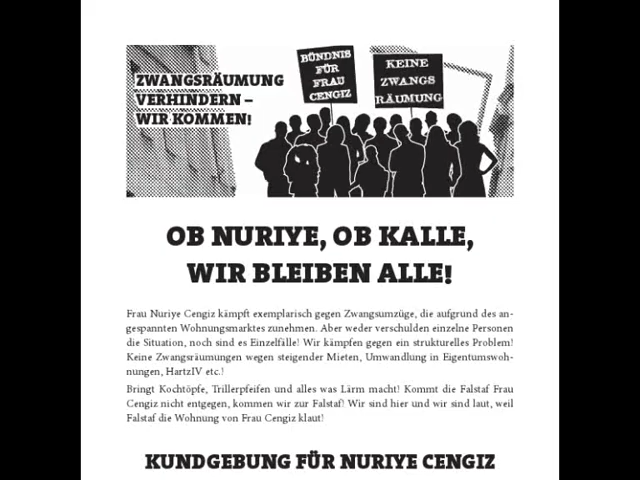 ZWANGSRÄUMUNG
VERHINDERN –
WIR KOMMEN!
BÜNDNIS
FÜR
FRAU
CENGIZ
KEINE
ZWANGS
RÄUMUNG
OB NURIYE, OB KALLE,
WIR BLEIBEN ALLE!
Frau Nuriye Cengiz kämpft exemplarisch gegen Zwangsumzüge, die aufgrund des an-
gespannten Wohnungsmarktes zunehmen. Aber weder verschulden einzelne Personen
die Situation, noch sind es Einzelfälle! Wir kämpfen gegen ein strukturelles Problem!
Keine Zwangsräumungen wegen steigender Mieten, Umwandlung in Eigentumswoh-
nungen, HartzIV etc.!
Bringt Kochtöpfe, Trillerpfeifen und alles was Lärm macht! Kommt die Falstaf Frau
Cengiz nicht entgegen, kommen wir zur Falstaf! Wir sind hier und wir sind laut, weil
Falstaf die Wohnung von Frau Cengiz klaut!
KUNDGEBUNG FÜR NURIYE CENGIZ